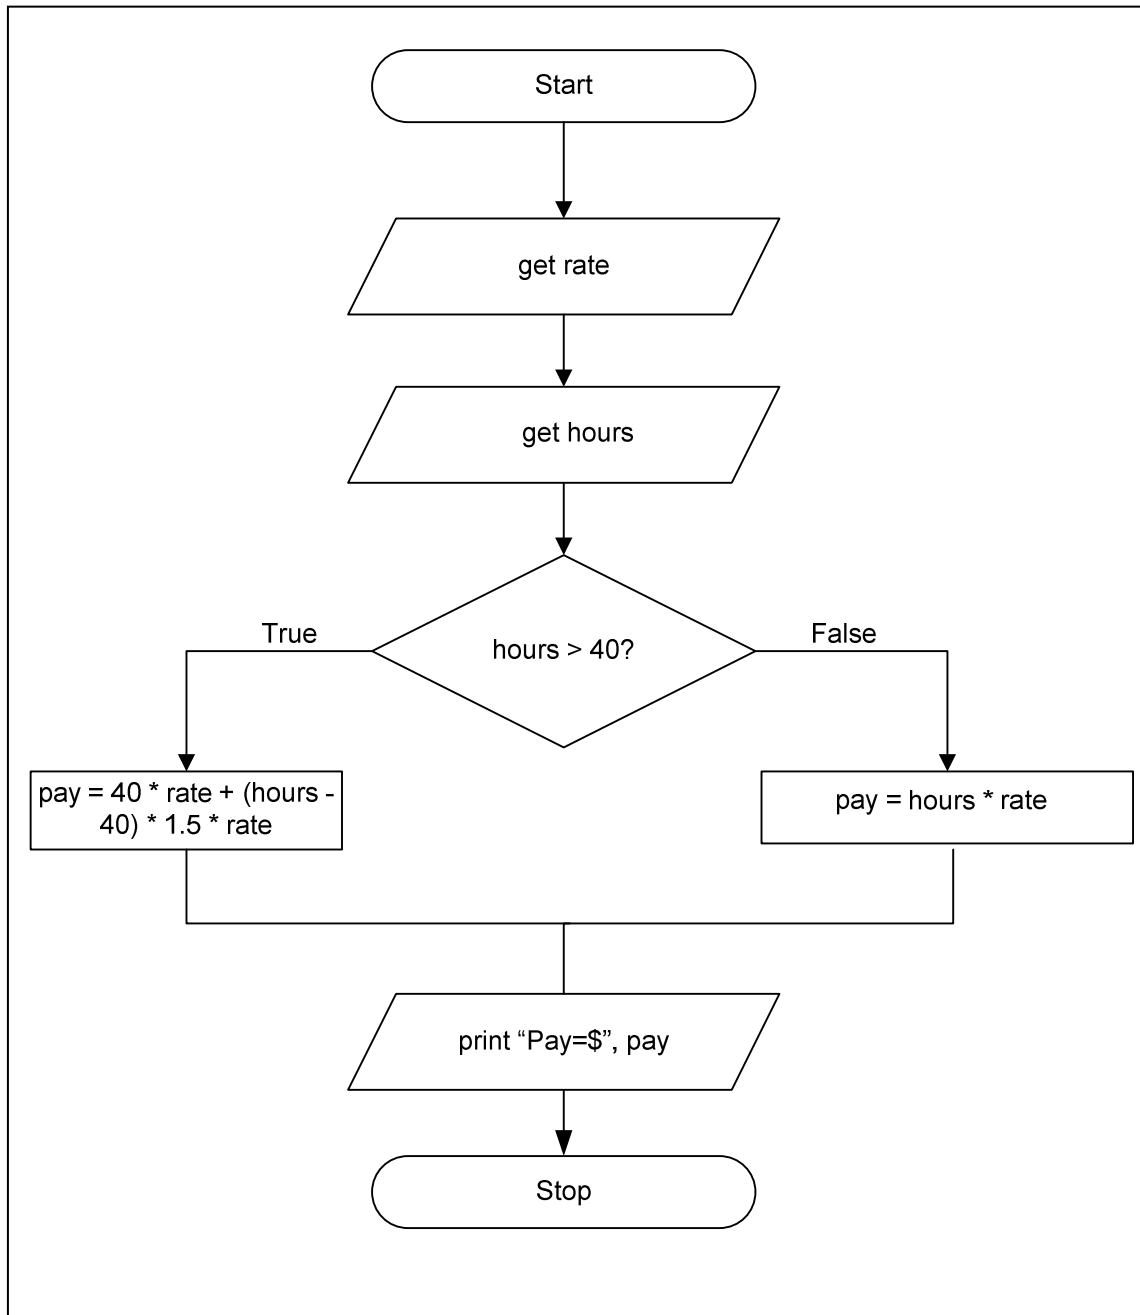 Start
get rate
get hours
hours > 40?
True
False
pay = 40 * rate + (hours -
40) * 1.5 * rate
pay = hours * rate
print “Pay=$”, pay
Stop